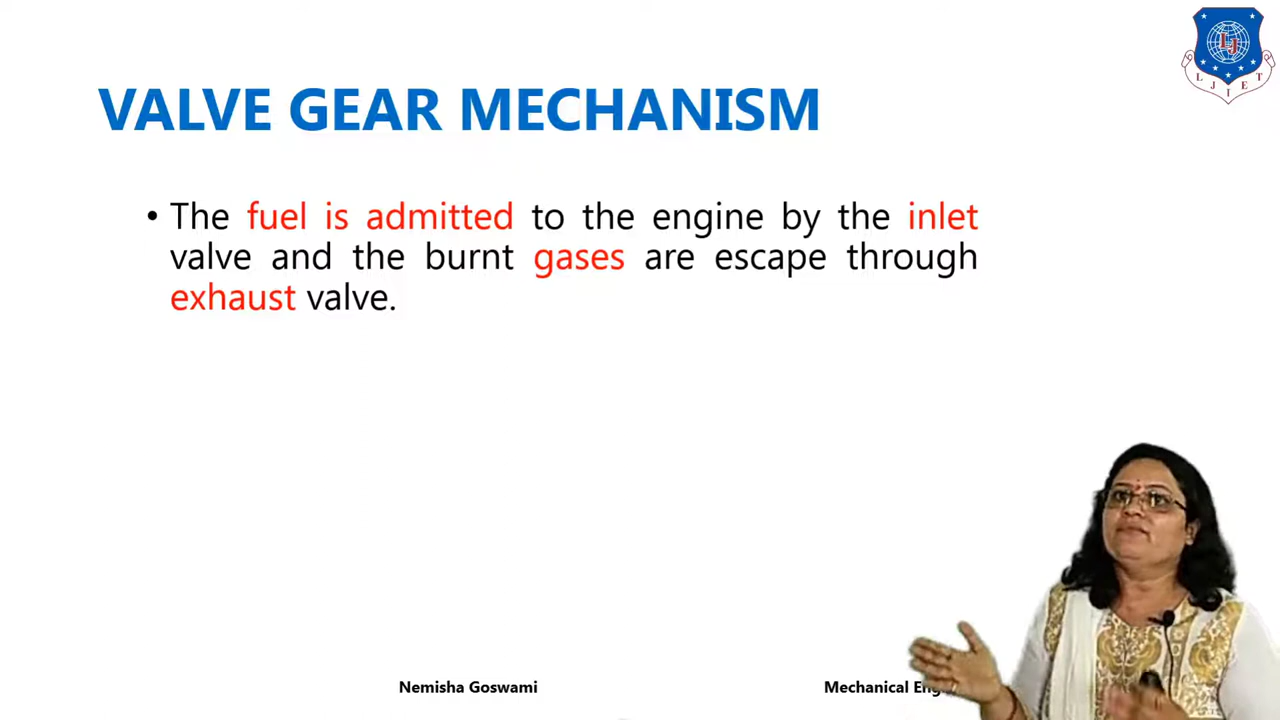 VALVE GEAR MECHANISM
• The fuel is admitted to the engine by the inlet
valve and the burnt gases are escape through
exhaust valve.
LJ
L J I E T
Nemisha Goswami
Mechanical